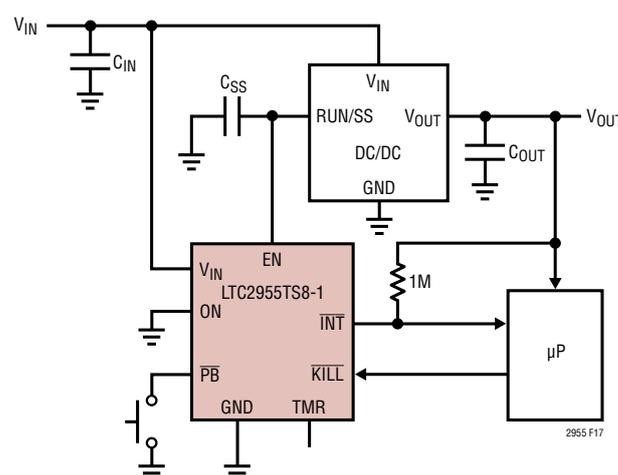 VIN
CIN
CSS
VIN
RUN/SS
VOUT
DC/DC
GND
COUT
VOUT
EN
VIN
LTC2955TS8-1
ON
INT
1M
PB
KILL
GND
TMR
µP
2955 F17